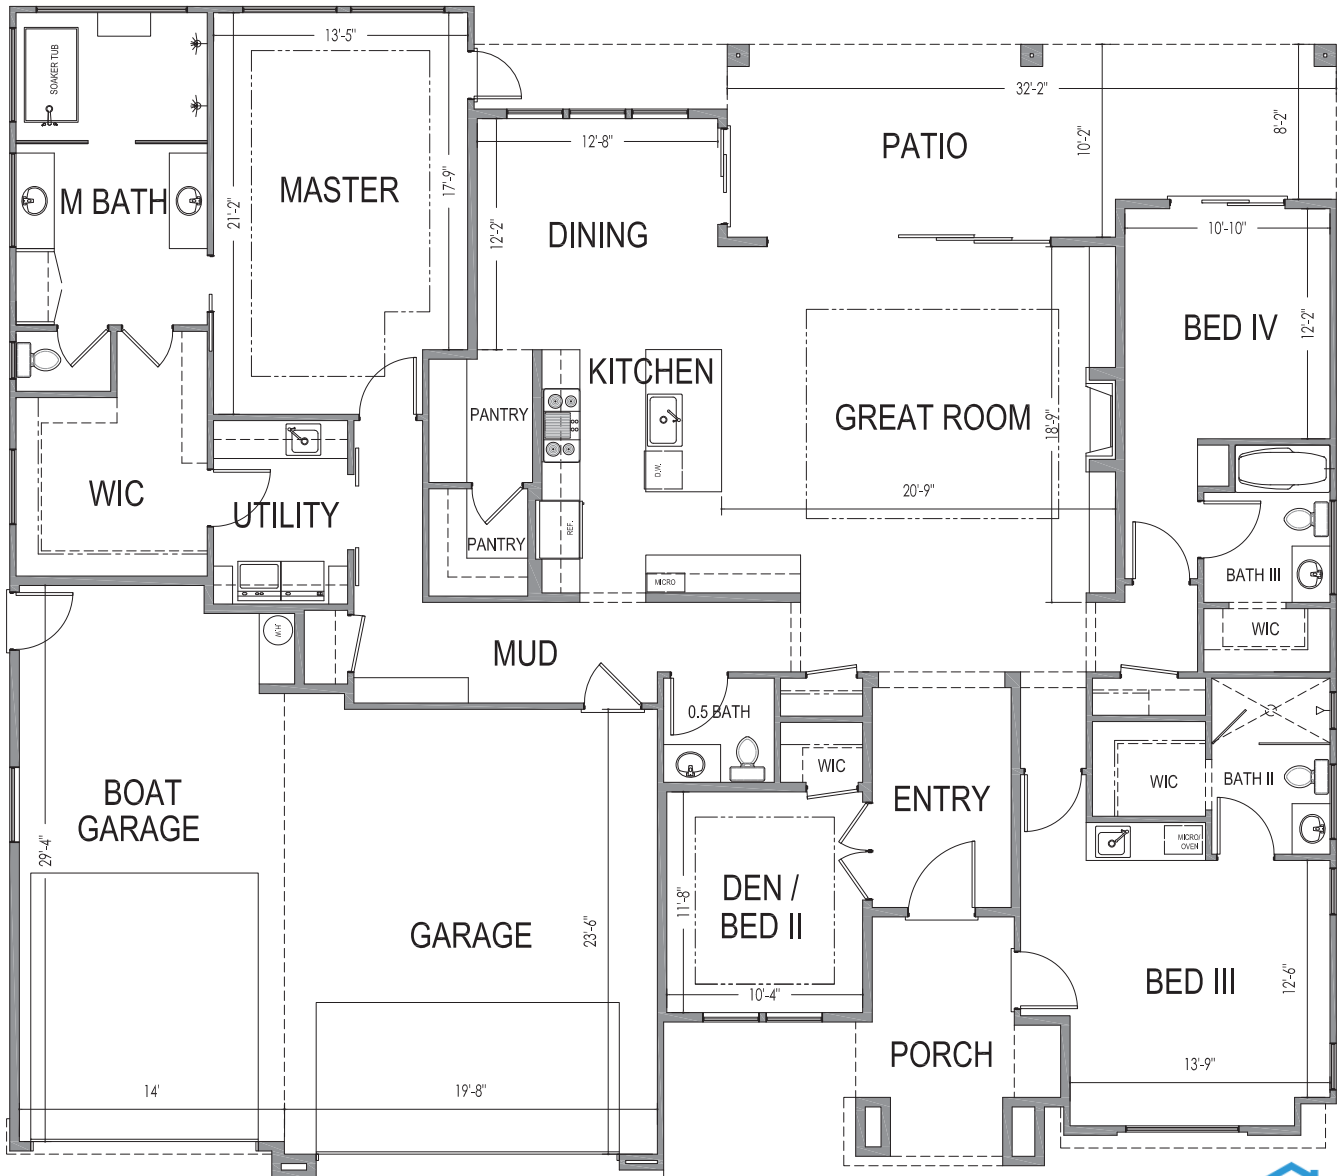 13'-5"
SOAKER TUB
32'-2"
8'-2"
12'-8"
10'-2"
PATIO
MASTER
17'-9"
M BATH
21'-2"
12'-2"
DINING
10'-10"
BED IV
12'-2"
KITCHEN
PANTRY
GREAT ROOM
18'-9"
D.W.
WIC
20'-9"
UTILITY
REF.
PANTRY
MICRO
BATH III
W.H.
WIC
MUD
0.5 BATH
WIC
WIC
BATH II
BOAT
GARAGE
ENTRY
29'-4"
MICRO/
OVEN
DEN /
BED II
11'-8"
GARAGE
23'-6"
BED III
12'-6"
10'-4"
PORCH
14'
19'-8"
13'-9"